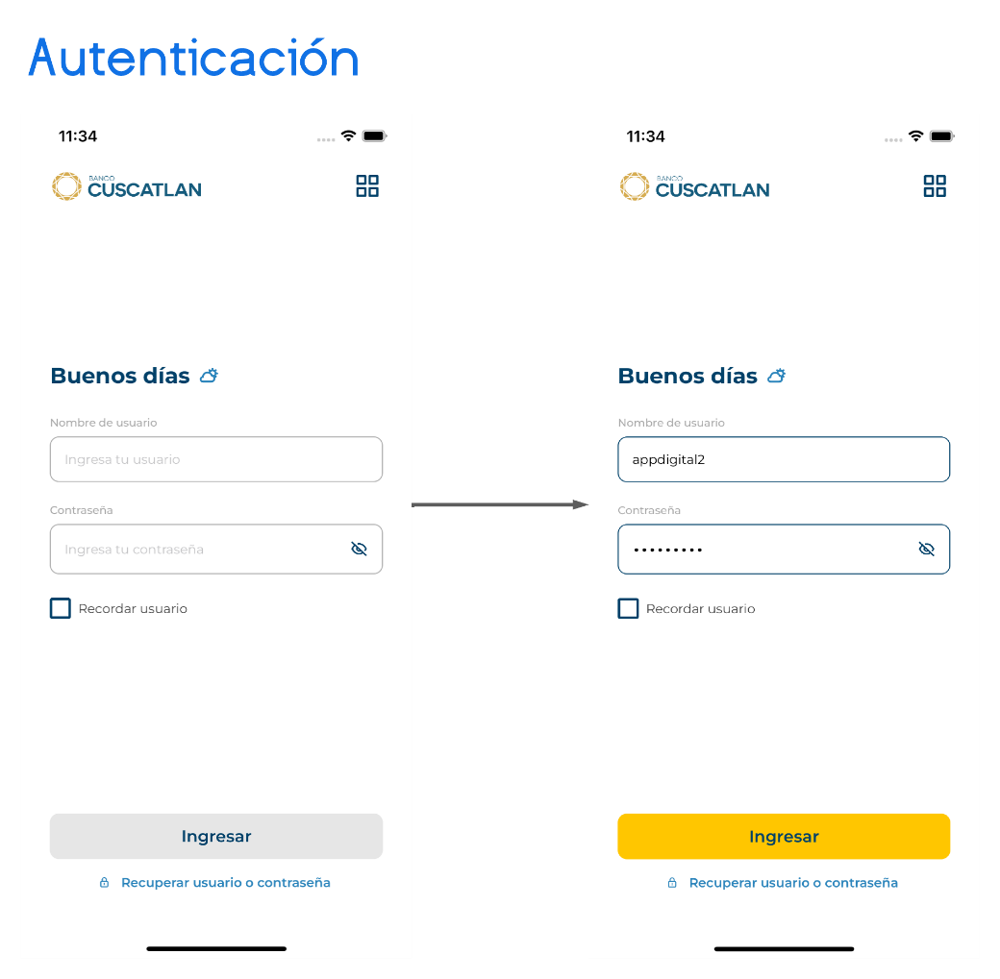 Autenticación
11:34
BANCO
CUSCATLAN
Buenos días
Nombre de usuario
Ingresa tu usuario
Contraseña
Ingresa tu contraseña
Recordar usuario
Ingresar
Recuperar usuario o contraseña
11:34
BANCO
CUSCATLAN
Buenos días
Nombre de usuario
appdigital2
Contraseña
•••••••••
Recordar usuario
Ingresar
Recuperar usuario o contraseña